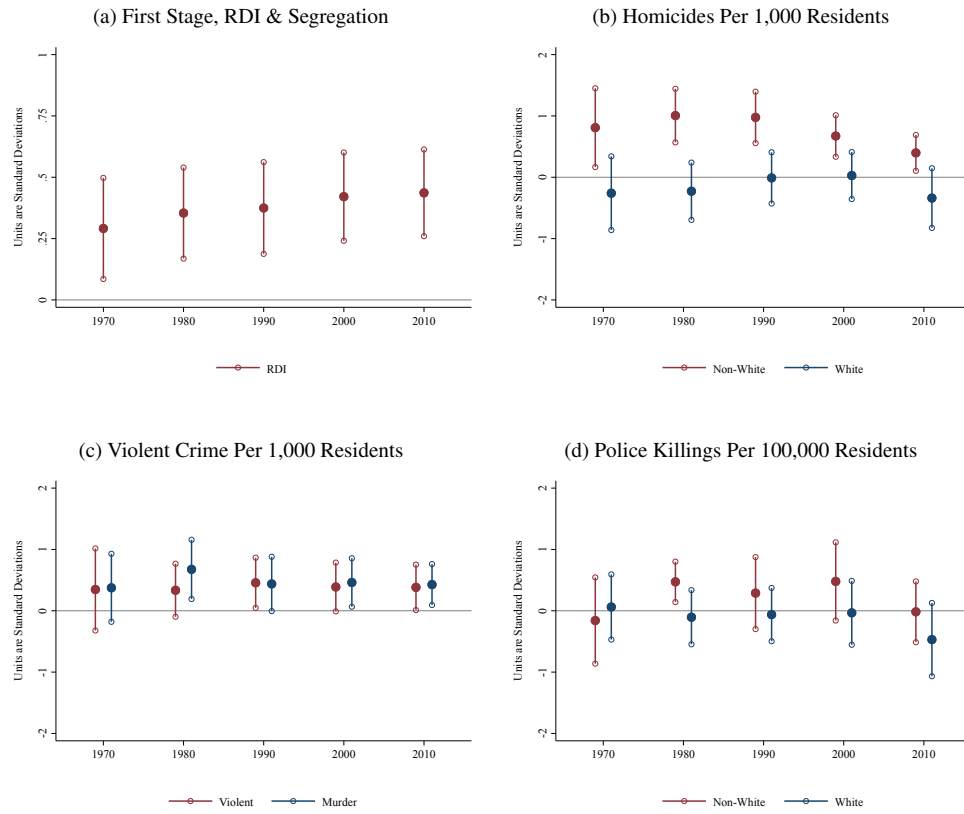 (a) First Stage, RDI & Segregation
Units are Standard Deviations
1
.75
.5
.25
0
1970 1980 1990 2000 2010
RDI
(b) Homicides Per 1,000 Residents
Units are Standard Deviations
2
1
0
-1
-2
1970 1980 1990 2000 2010
Non-White White
(c) Violent Crime Per 1,000 Residents
Units are Standard Deviations
2
1
0
-1
-2
1970 1980 1990 2000 2010
Violent Murder
(d) Police Killings Per 100,000 Residents
Units are Standard Deviations
2
1
0
-1
-2
1970 1980 1990 2000 2010
Non-White White